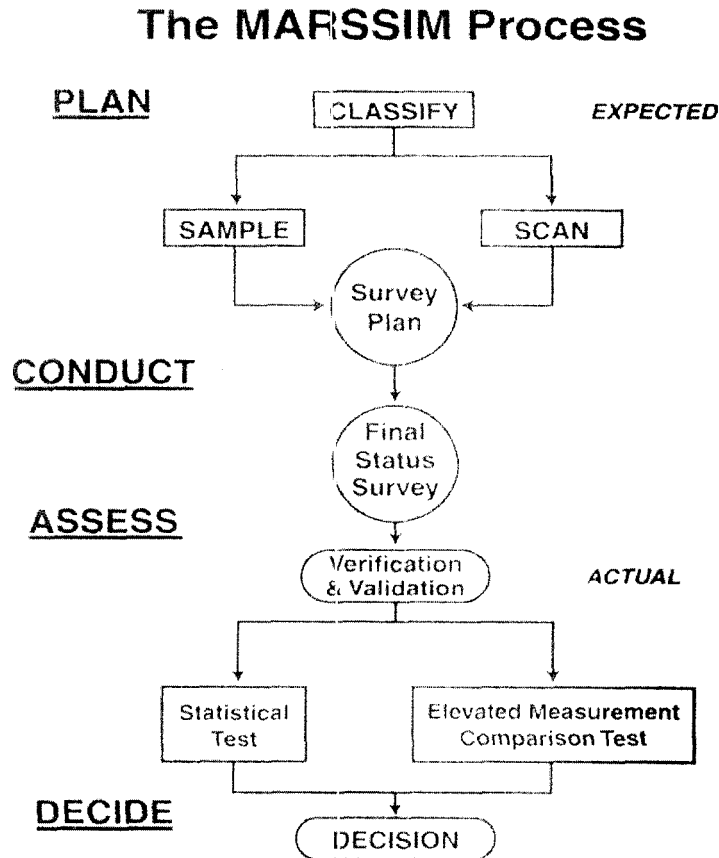 The MARSSIM Process
PLAN
CLASSIFY
EXPECTED
SAMPLE
SCAN
Survey
Plan
CONDUCT
Final
Status
Survey
ASSESS
Verification
& Validation
ACTUAL
Statistical
Test
Elevated Measurement
Comparison Test
DECIDE
DECISION